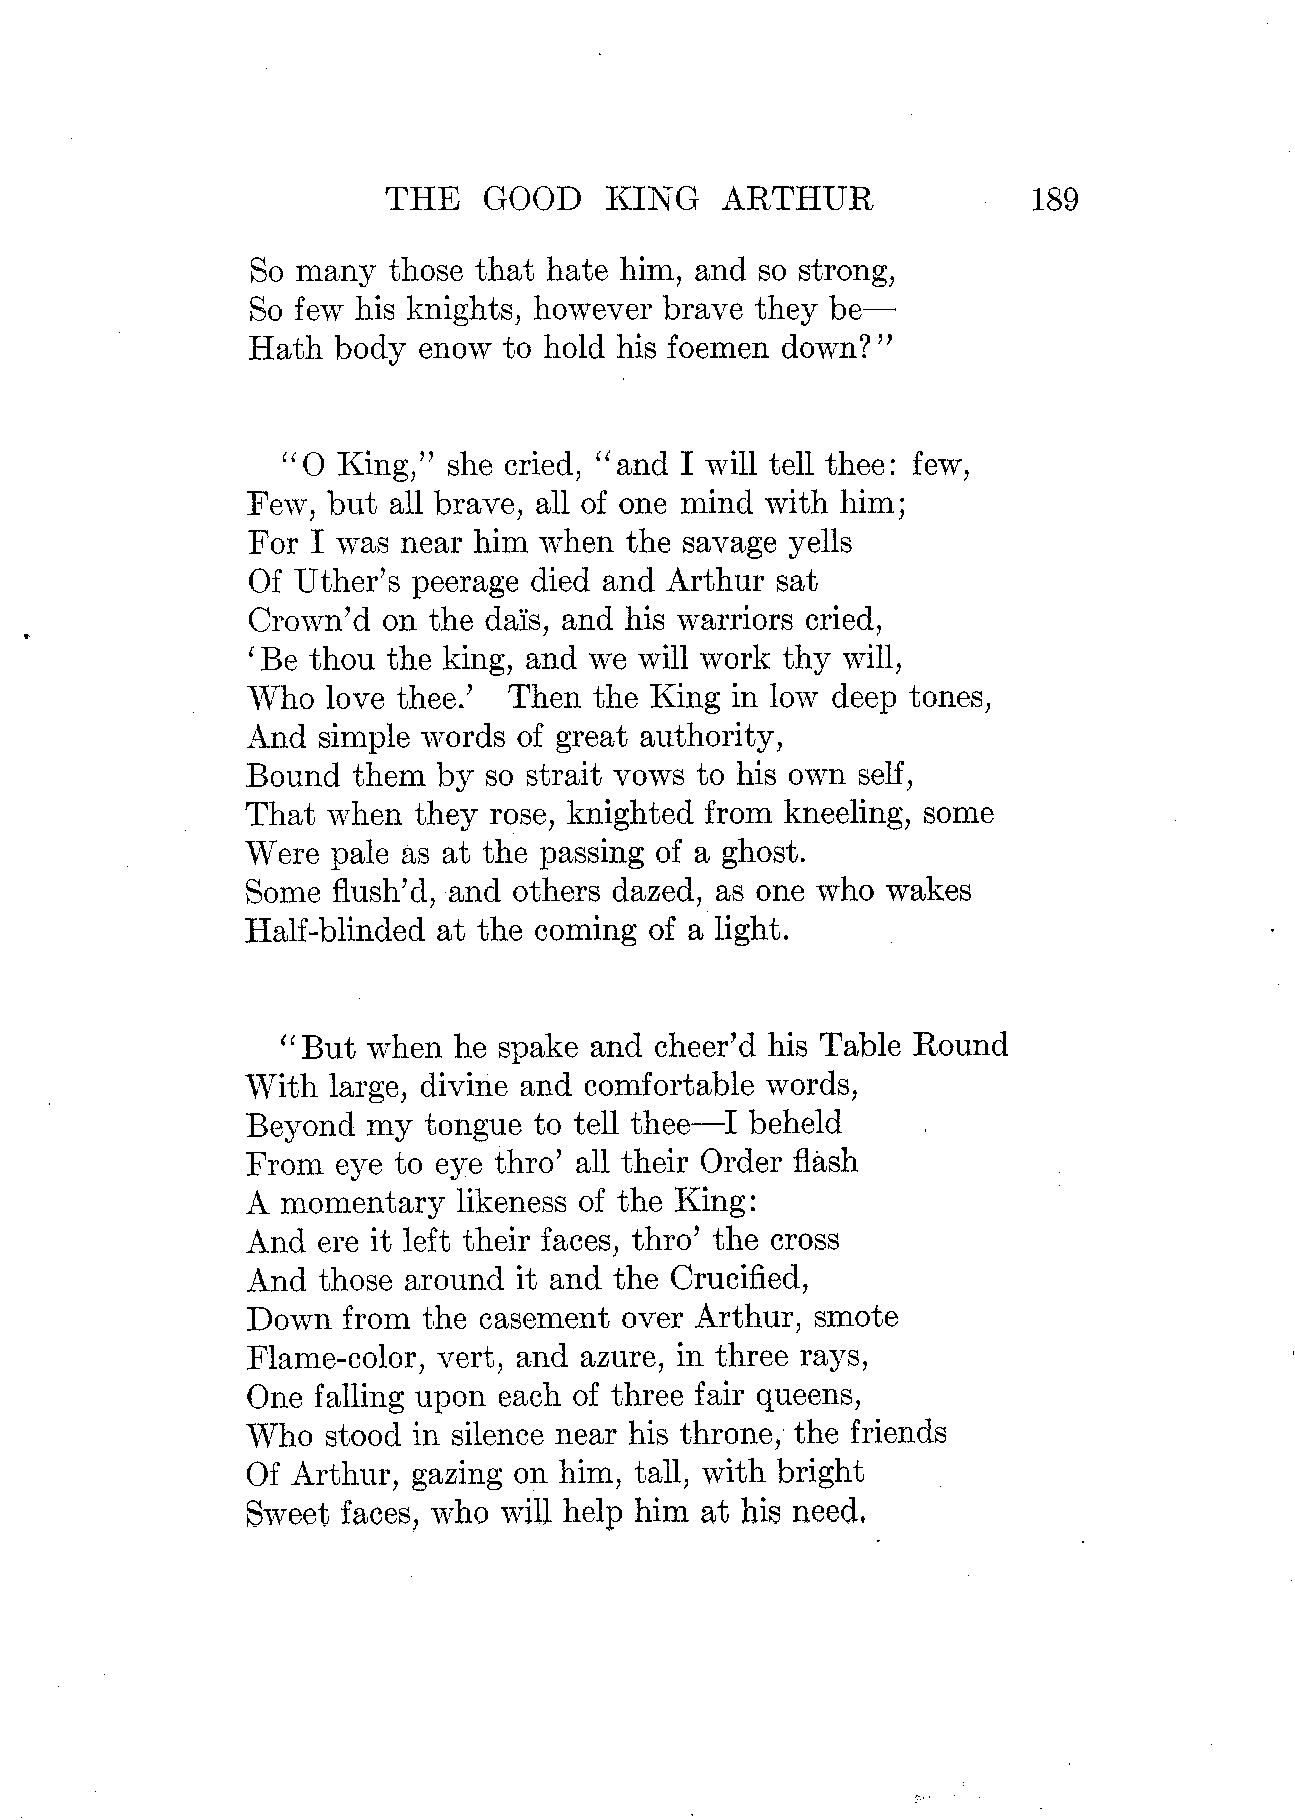 THE GOOD KING ARTHUR 189
So many those that hate him, and so strong,
So few his knights, however brave they be—
Hath body enow to hold his foemen down?"
"O King," she cried, "and I will tell thee: few,
Few, but all brave, all of one mind with him;
For I was near him when the savage yells
Of Uther's peerage died and Arthur sat
Crown'd on the daïs, and his warriors cried,
'Be thou the king, and we will work thy will,
Who love thee.' Then the King in low deep tones,
And simple words of great authority,
Bound them by so strait vows to his own self,
That when they rose, knighted from kneeling, some
Were pale as at the passing of a ghost.
Some flush'd, and others dazed, as one who wakes
Half-blinded at the coming of a light.
"But when he spake and cheer'd his Table Round
With large, divine and comfortable words,
Beyond my tongue to tell thee—I beheld
From eye to eye thro' all their Order flash
A momentary likeness of the King:
And ere it left their faces, thro' the cross
And those around it and the Crucified,
Down from the casement over Arthur, smote
Flame-color, vert, and azure, in three rays,
One falling upon each of three fair queens,
Who stood in silence near his throne, the friends
Of Arthur, gazing on him, tall, with bright
Sweet faces, who will help him at his need.